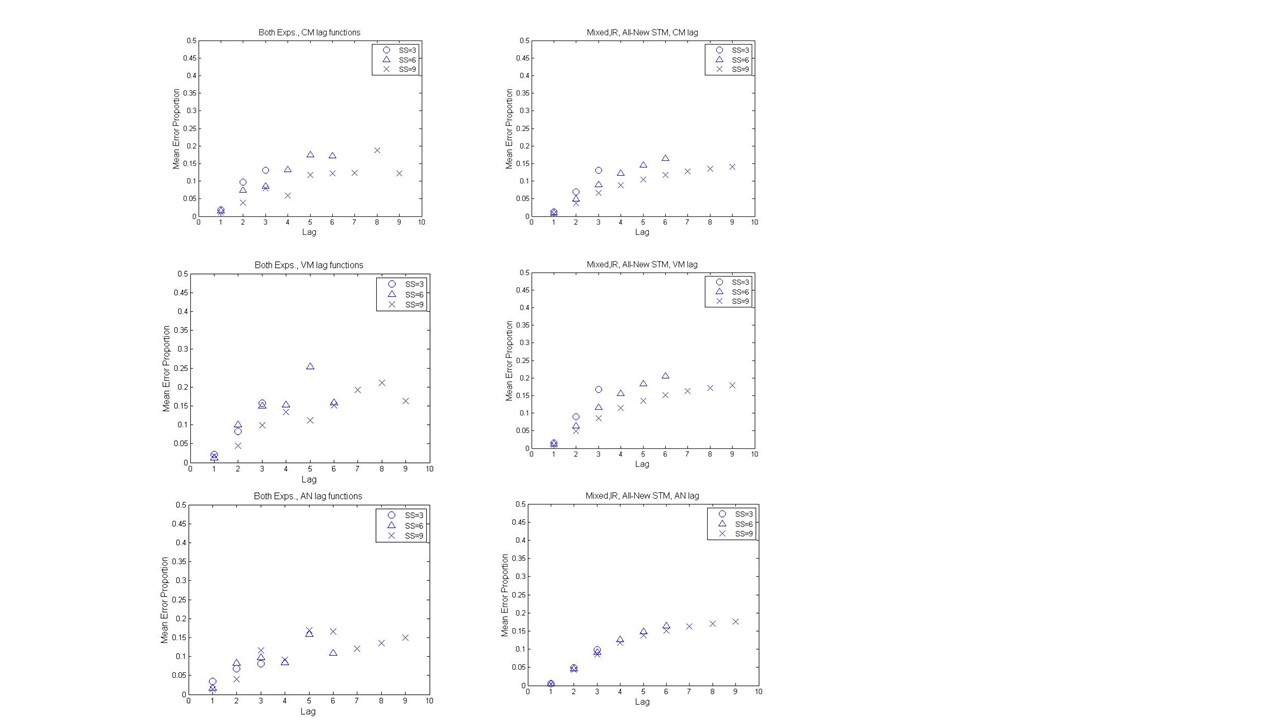 Both Exps., CM lag functions
0.5
0.45
0.4
0.35
0.3
0.25
0.2
0.15
0.1
0.05
0
Mean Error Proportion
SS=3
SS=6
SS=9
0 1 2 3 4 5 6 7 8 9 10
Lag
Mixed,IR, All-New STM, CM lag
0.5
0.45
0.4
0.35
0.3
0.25
0.2
0.15
0.1
0.05
0
Mean Error Proportion
SS=3
SS=6
SS=9
0 1 2 3 4 5 6 7 8 9 10
Lag
Both Exps., VM lag functions
0.5
0.45
0.4
0.35
0.3
0.25
0.2
0.15
0.1
0.05
0
Mean Error Proportion
SS=3
SS=6
SS=9
0 1 2 3 4 5 6 7 8 9 10
Lag
Mixed,IR, All-New STM, VM lag
0.5
0.45
0.4
0.35
0.3
0.25
0.2
0.15
0.1
0.05
0
Mean Error Proportion
SS=3
SS=6
SS=9
0 1 2 3 4 5 6 7 8 9 10
Lag
Both Exps., AN lag functions
0.5
0.45
0.4
0.35
0.3
0.25
0.2
0.15
0.1
0.05
0
Mean Error Proportion
SS=3
SS=6
SS=9
0 1 2 3 4 5 6 7 8 9 10
Lag
Mixed,IR, All-New STM, AN lag
0.5
0.45
0.4
0.35
0.3
0.25
0.2
0.15
0.1
0.05
0
Mean Error Proportion
SS=3
SS=6
SS=9
0 1 2 3 4 5 6 7 8 9 10
Lag